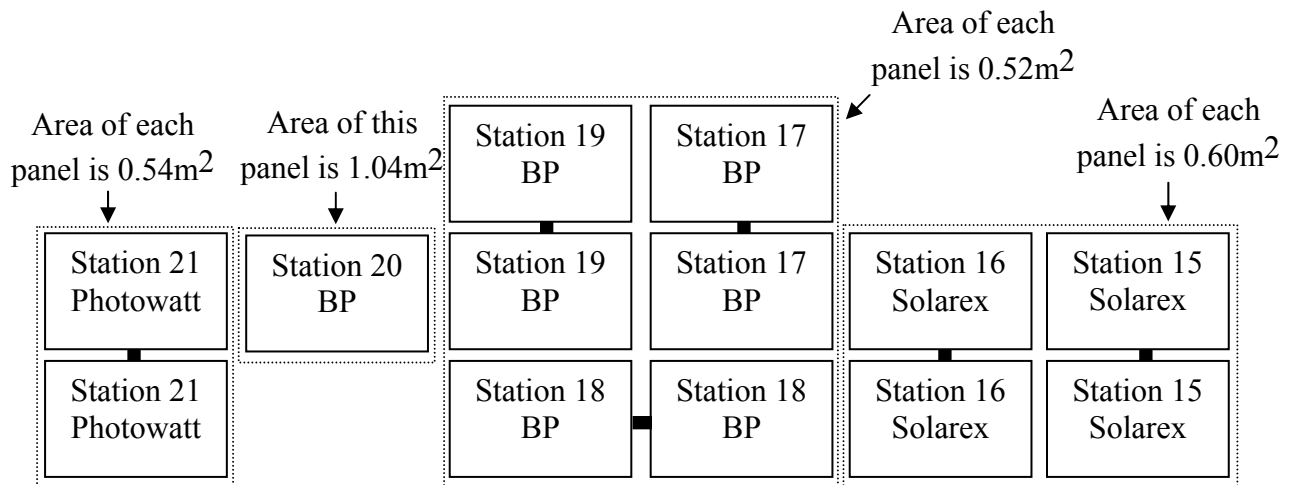 Area of each
panel is 0.52m2
Area of each
panel is 0.54m2
Area of this
panel is 1.04m2
Area of each
panel is 0.60m2
Station 19
BP
Station 17
BP
Station 21
Photowatt
Station 20
BP
Station 19
BP
Station 17
BP
Station 16
Solarex
Station 15
Solarex
Station 21
Photowatt
Station 18
BP
Station 18
BP
Station 16
Solarex
Station 15
Solarex